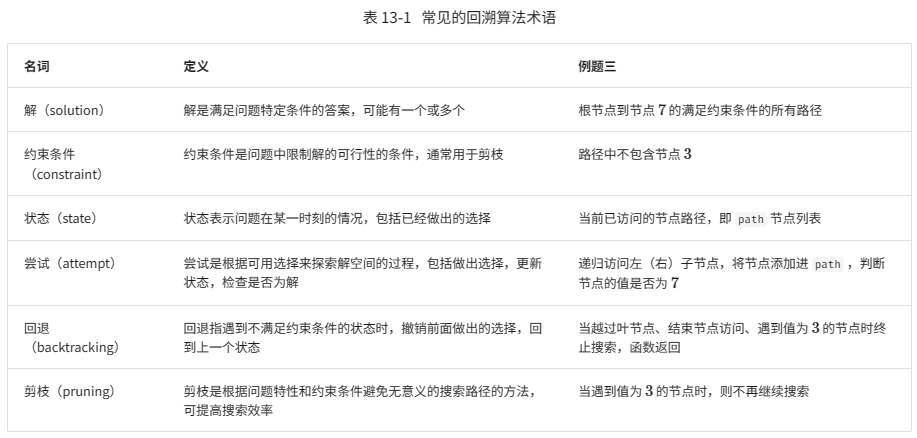 表 13-1 常见的回溯算法术语
名词 定义 例题三
解（solution） 解是满足问题特定条件的答案，可能有一个或多个 根节点到节点 7 的满足约束条件的所有路径
约束条件 约束条件是问题中限制解的可行性的条件，通常用于剪枝 路径中不包含节点 3
（constraint）
状态（state） 状态表示问题在某一时刻的情况，包括已经做出的选择 当前已访问的节点路径，即 path 节点列表
尝试（attempt） 尝试是根据可用选择来探索解空间的过程，包括做出选择，更新 递归访问左（右）子节点，将节点添加进 path ，判断
状态，检查是否为解 节点的值是否为 7
回退 回退指遇到不满足约束条件的状态时，撤销前面做出的选择，回 当越过叶节点、结束节点访问、遇到值为 3 的节点时终
（backtracking） 到上一个状态 止搜索，函数返回
剪枝（pruning） 剪枝是根据问题特性和约束条件避免无意义的搜索路径的方法， 当遇到值为 3 的节点时，则不再继续搜索
可提高搜索效率